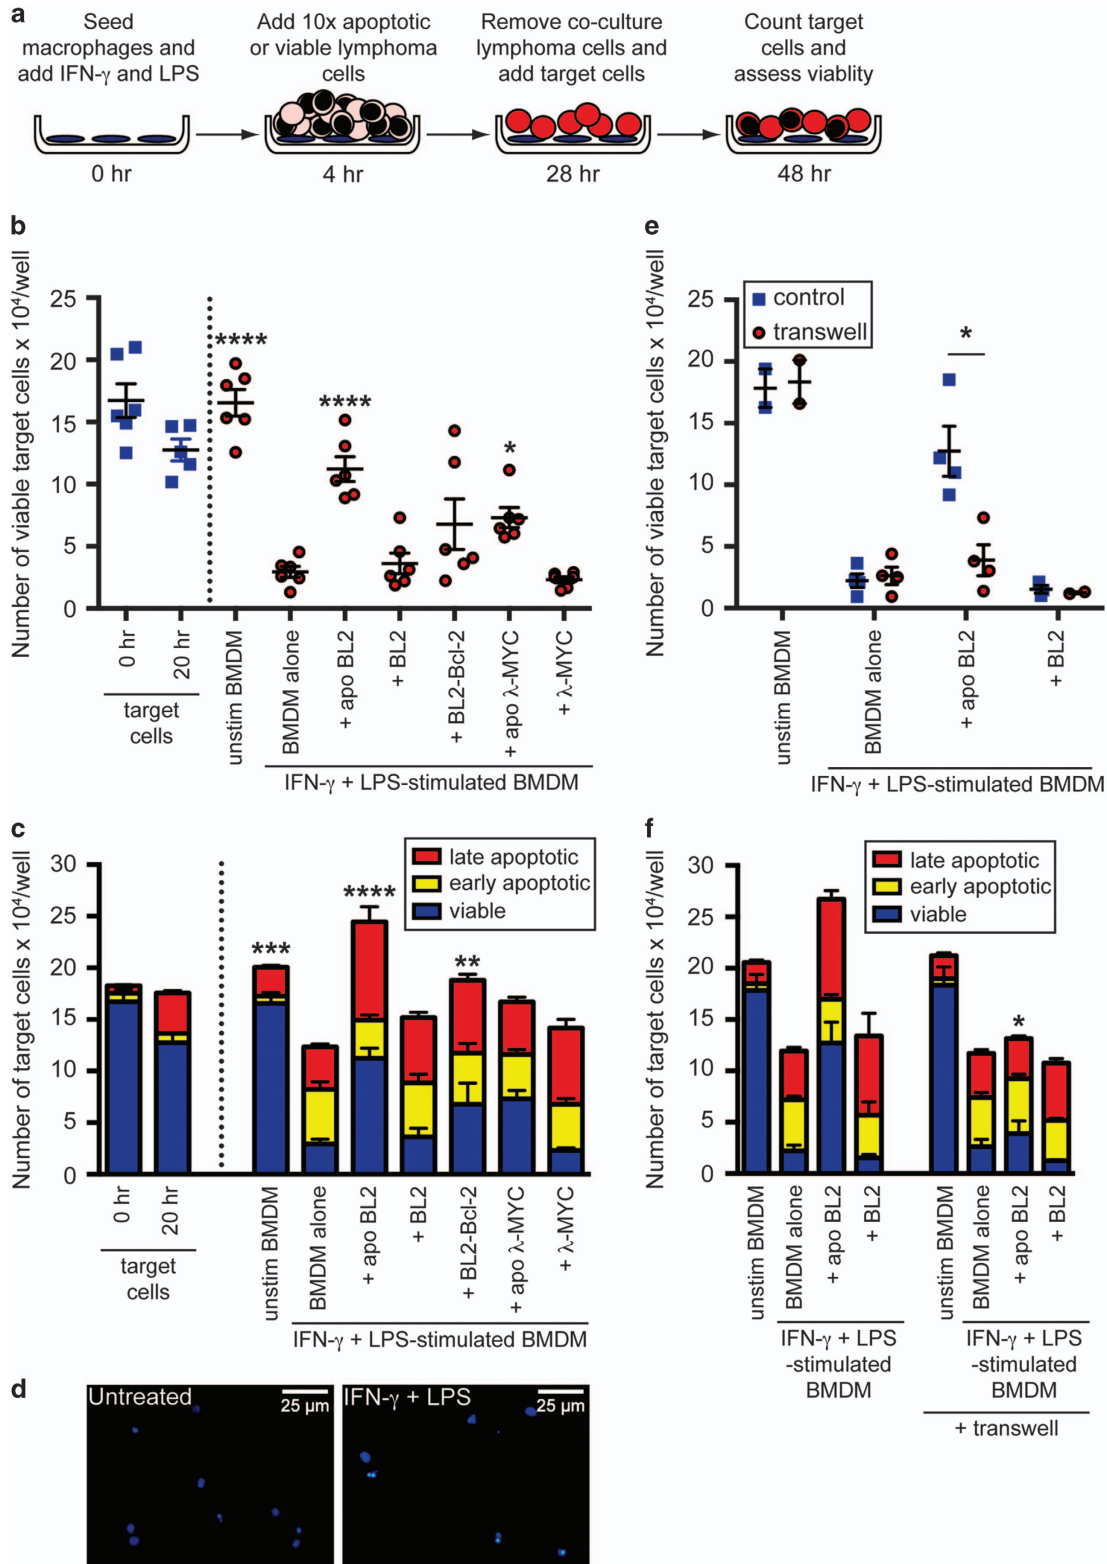 a
Seed
macrophages and
add IFN-γ and LPS
Add 10x apoptotic
or viable lymphoma
cells
Remove co-culture
lymphoma cells and
add target cells
Count target
cells and
assess viablity
0 hr
4 hr
28 hr
48 hr
b
Number of viable target cells x 10⁴/well
25
20
15
10
5
0
****
****
*
0 hr
20 hr
target
cells
unstim BMDM
BMDM alone
+ apo BL2
+ BL2
+ BL2-Bcl-2
+ apo λ-MYC
+ λ-MYC
IFN-γ + LPS-stimulated BMDM
e
Number of viable target cells x 10⁴/well
25
20
15
10
5
0
control
transwell
*
unstim BMDM
BMDM alone
+ apo BL2
+ BL2
IFN-γ + LPS-stimulated BMDM
c
Number of target cells x 10⁴/well
30
25
20
15
10
5
0
late apoptotic
early apoptotic
viable
***
****
**
0 hr
20 hr
target
cells
unstim BMDM
BMDM alone
+ apo BL2
+ BL2
+ BL2-Bcl-2
+ apo λ-MYC
+ λ-MYC
IFN-γ + LPS-stimulated BMDM
f
Number of target cells x 10⁴/well
30
25
20
15
10
5
0
late apoptotic
early apoptotic
viable
*
unstim BMDM
BMDM alone
+ apo BL2
+ BL2
unstim BMDM
BMDM alone
+ apo BL2
+ BL2
IFN-γ + LPS
-stimulated
BMDM
IFN-γ + LPS
-stimulated
BMDM
+ transwell
d
Untreated
25 µm
IFN-γ + LPS
25 µm